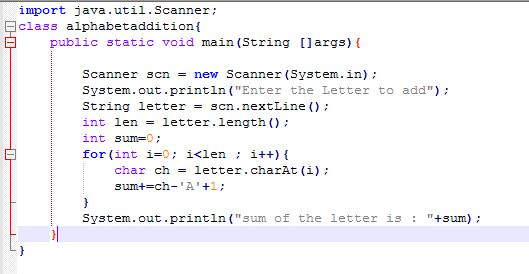 import java.util.Scanner;
class alphabetaddition{
    public static void main(String []args){
        Scanner scn = new Scanner(System.in);
        System.out.println("Enter the Letter to add");
        String letter = scn.nextLine();
        int len = letter.length();
        int sum=0;
        for(int i=0; i<len ; i++){
            char ch = letter.charAt(i);
            sum+=ch-'A'+1;
        }
        System.out.println("sum of the letter is : "+sum);
    }
}